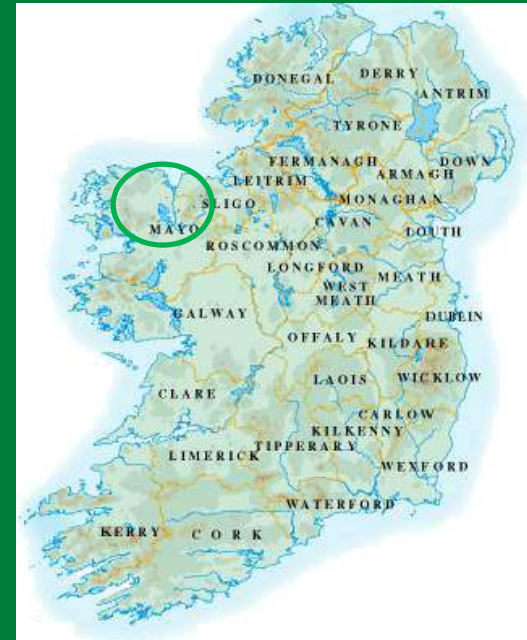 DONEGAL
DERRY
ANTRIM
TYRONE
FERMANAGH
DOWN
ARMAGH
LEITRIM
MONAGHAN
SLIGO
CAVAN
MAYO
LOUTH
ROSCOMMON
LONGFORD
MEATH
WEST
MEATH
GALWAY
DUBLIN
OFFALY
KILDARE
LAOIS
WICKLOW
CLARE
CARLOW
KILKENNY
TIPPERARY
LIMERICK
WEXFORD
WATERFORD
KERRY
CORK